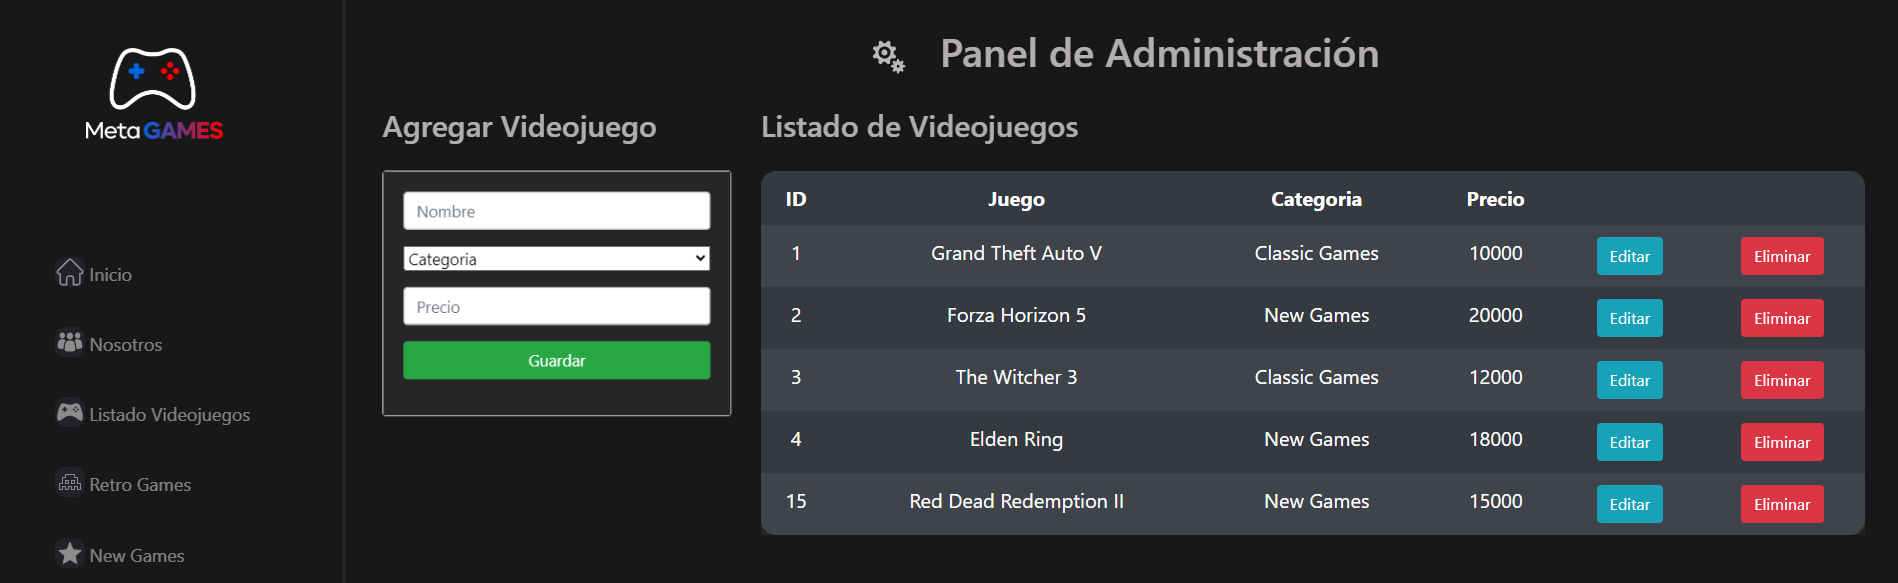 Meta GAMES
Inicio
Nosotros
Listado Videojuegos
Retro Games
New Games
Panel de Administración
Agregar Videojuego
Nombre
Categoria
Precio
Guardar
Listado de Videojuegos
ID Juego Categoria Precio
1 Grand Theft Auto V Classic Games 10000 Editar Eliminar
2 Forza Horizon 5 New Games 20000 Editar Eliminar
3 The Witcher 3 Classic Games 12000 Editar Eliminar
4 Elden Ring New Games 18000 Editar Eliminar
15 Red Dead Redemption II New Games 15000 Editar Eliminar